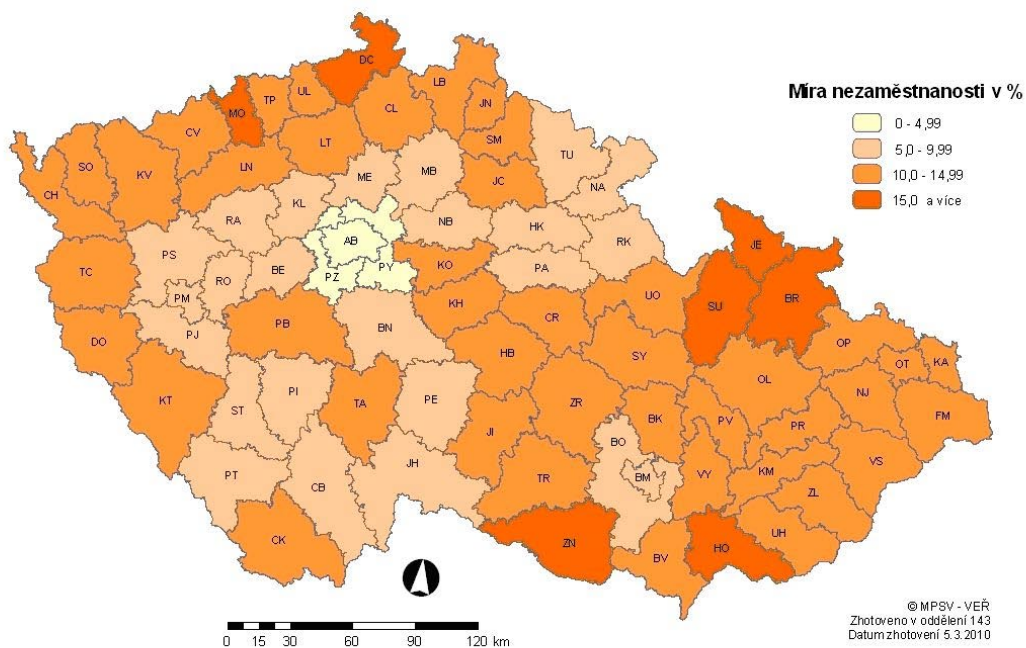 Míra nezaměstnanosti v %
0 - 4,99
5,0 - 9,99
10,0 - 14,99
15,0 a více
DC
LB
UL
TP
MO
JN
CL
CV
LT
SM
TU
SO
KV
LN
JC
CH
ME
MB
NA
KL
RA
NB
HK
RK
AB
PS
JE
BE
KO
PA
TC
RO
PZ
PY
PM
UO
SU
BR
KH
CR
PB
BN
PJ
DO
OP
HB
SY
OT
KA
OL
NJ
KT
ST
PI
TA
PE
ZR
BK
PV
PR
FM
JI
BO
JH
VS
PT
TR
BM
VY
KM
CB
ZL
UH
CK
ZN
HO
BV
0 15 30 60 90 120 km
© MPSV - VEŘ
Zhotoveno v oddělení 143
Datum zhotovení 5.3.2010